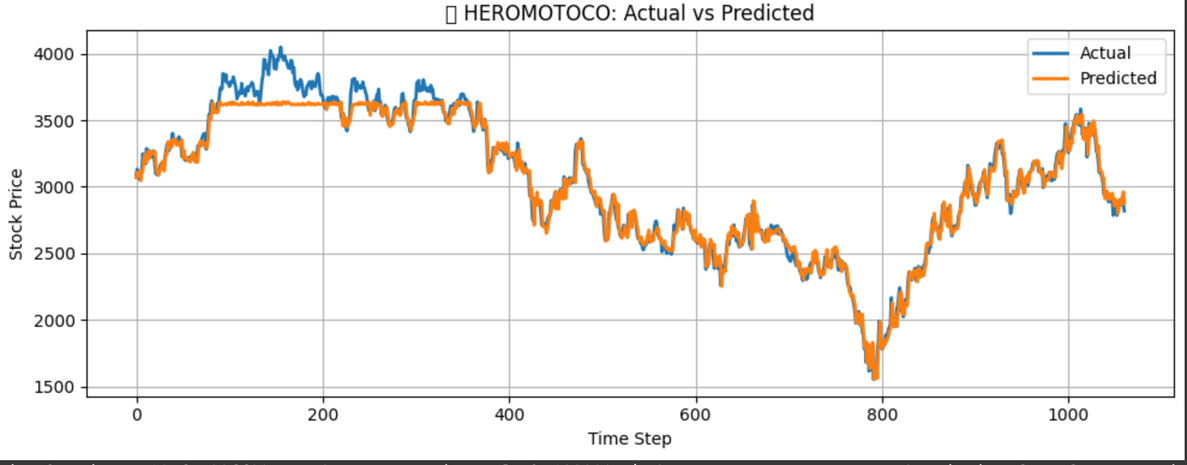 HEROMOTOCO: Actual vs Predicted
Actual
Predicted
Stock Price
4000
3500
3000
2500
2000
1500
0 200 400 600 800 1000
Time Step